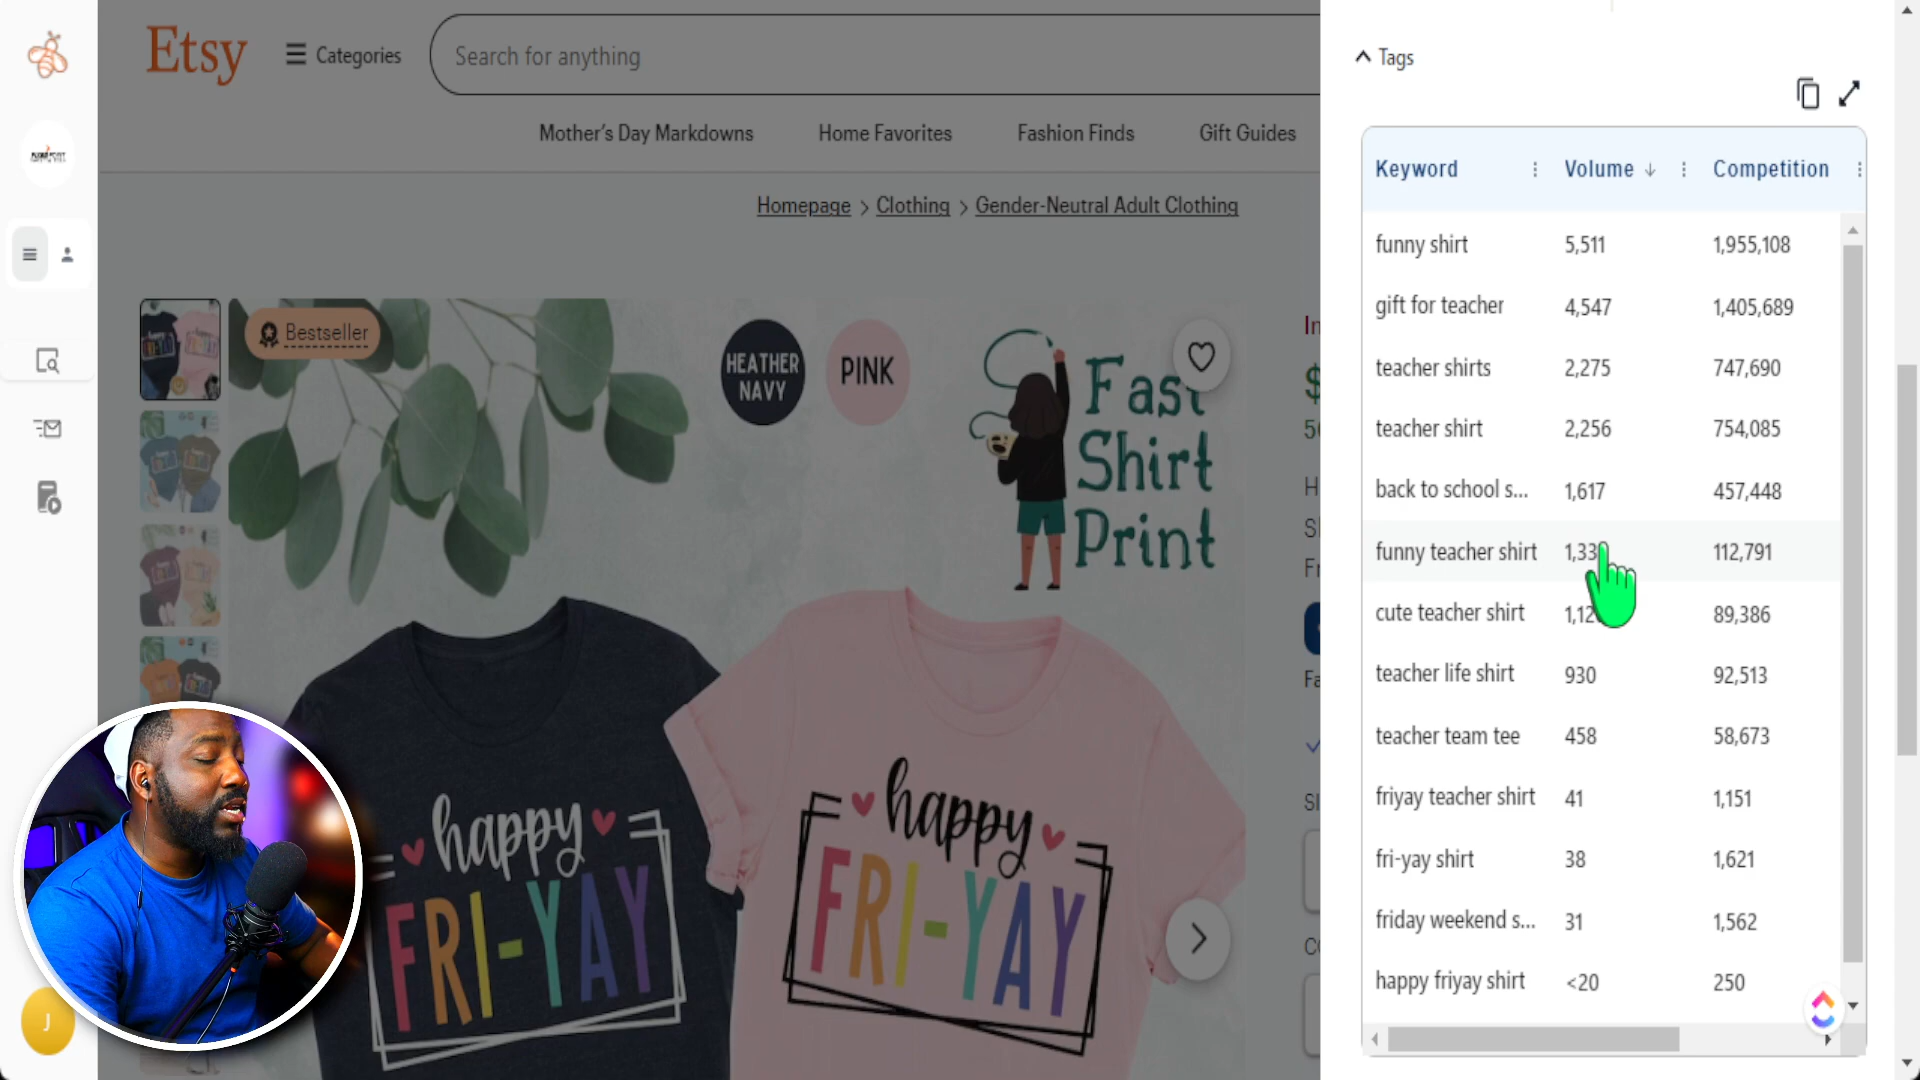 Etsy
Categories
Search for anything
Mother's Day Markdowns
Home Favorites
Fashion Finds
Gift Guides
Homepage > Clothing > Gender-Neutral Adult Clothing
Bestseller
HEATHER
NAVY
PINK
Fast
Shirt
Print
happy
FRI-YAY
happy
FRI-YAY
J
Tags
Keyword Volume Competition
funny shirt 5,511 1,955,108
gift for teacher 4,547 1,405,689
teacher shirts 2,275 747,690
teacher shirt 2,256 754,085
back to school s... 1,617 457,448
funny teacher shirt 112,791
cute teacher shirt 89,386
teacher life shirt 930 92,513
teacher team tee 458 58,673
friyay teacher shirt 41 1,151
fri-yay shirt 38 1,621
friday weekend s... 31 1,562
happy friyay shirt <20 250